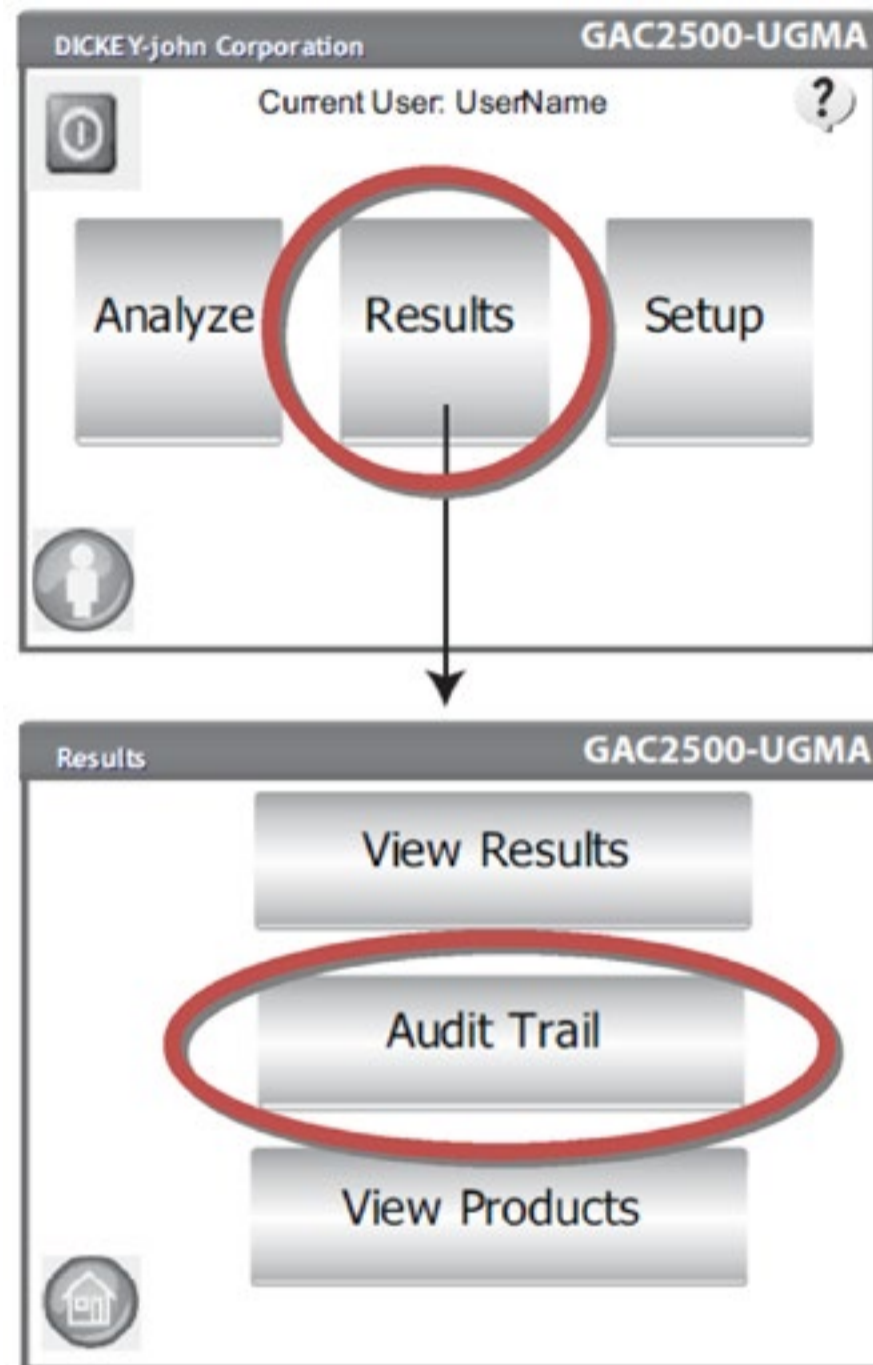 DICKEY-john Corporation GAC2500-UGMA
Current User: UserName
?
Analyze Results Setup
Results GAC2500-UGMA
View Results
Audit Trail
View Products